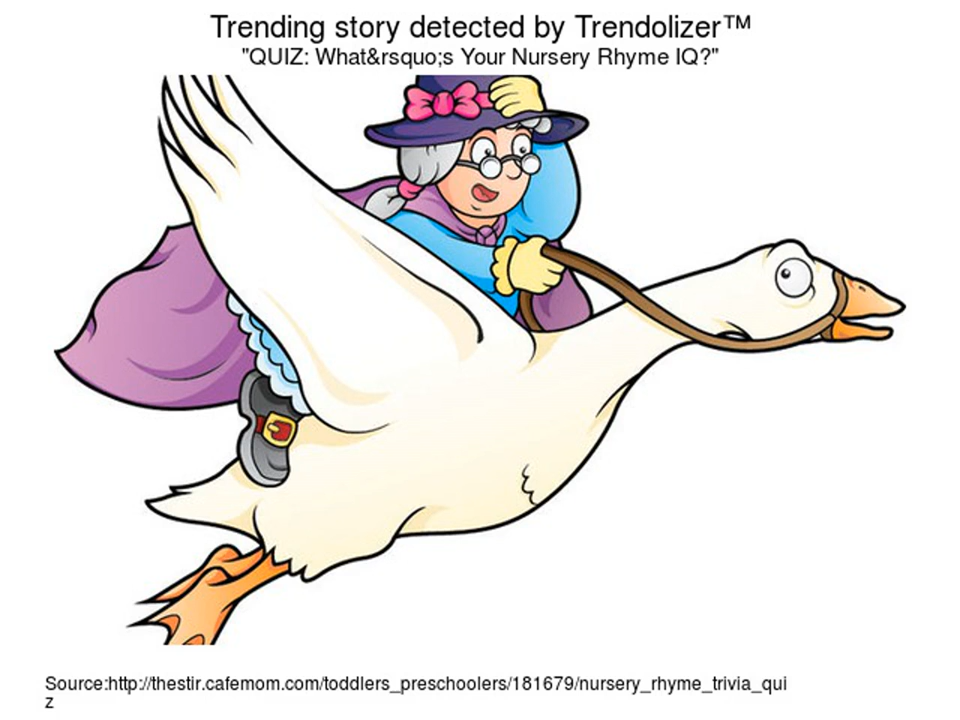 Trending story detected by Trendolizer™
"QUIZ: What&rsquo;s Your Nursery Rhyme IQ?"
Source:http://thestir.cafemom.com/toddlers_preschoolers/181679/nursery_rhyme_trivia_qui
z